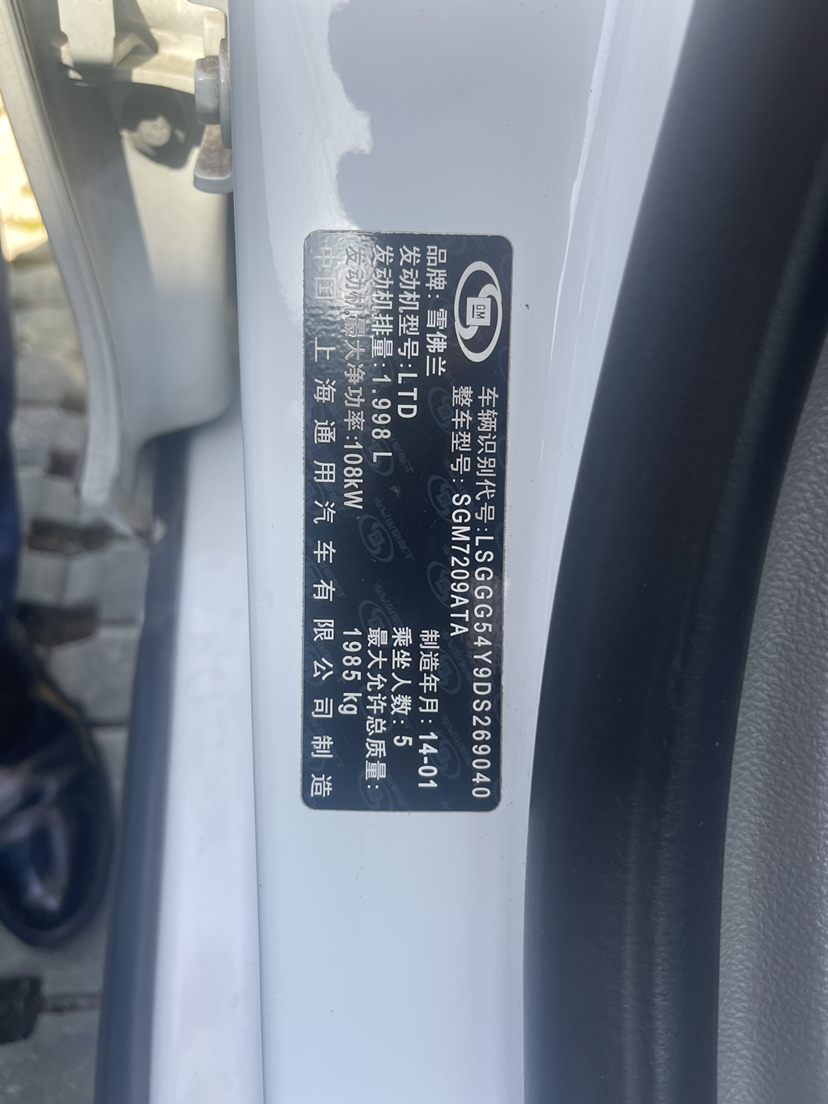 GM
车辆识别代号:LSGGG54Y9DS269040
整车型号:SGM7209ATA
品牌:雪佛兰
制造年月:14-01
发动机型号:LTD
乘坐人数:5
发动机排量:1.998 L
最大允许总质量:
发动机最大净功率:108kW
1985 kg
中国 上海通用汽车有限公司制造